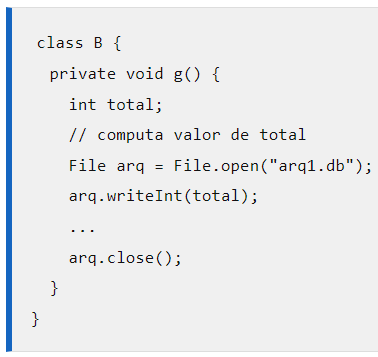 class B {
private void g() {
int total;
// computa valor de total
File arq = File.open("arq1.db");
arq.writeInt(total);
...
arq.close();
}
}